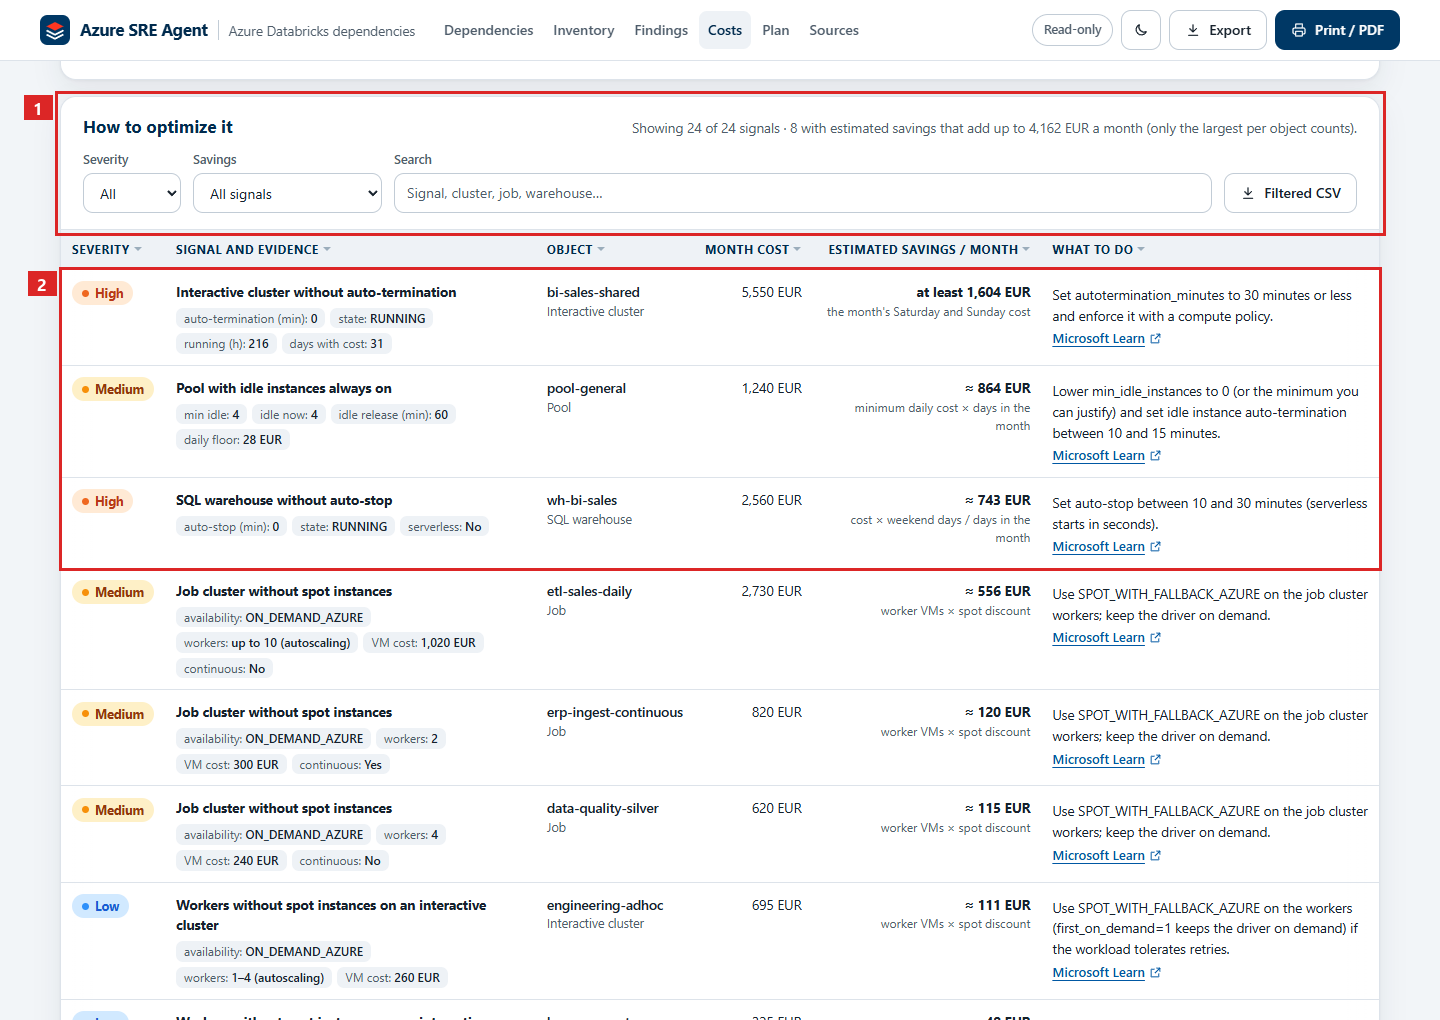 Azure SRE Agent
Azure Databricks dependencies
Dependencies
Inventory
Findings
Costs
Plan
Sources
Read-only
Export
Print / PDF
1
How to optimize it
Showing 24 of 24 signals · 8 with estimated savings that add up to 4,162 EUR a month (only the largest per object counts).
Severity
Savings
Search
All
All signals
Signal, cluster, job, warehouse...
Filtered CSV
SEVERITY
SIGNAL AND EVIDENCE
OBJECT
MONTH COST
ESTIMATED SAVINGS / MONTH
WHAT TO DO
2
High
Interactive cluster without auto-termination
auto-termination (min): 0
state: RUNNING
running (h): 216
days with cost: 31
bi-sales-shared
Interactive cluster
5,550 EUR
at least 1,604 EUR
the month's Saturday and Sunday cost
Set autotermination_minutes to 30 minutes or less
and enforce it with a compute policy.
Microsoft Learn
Medium
Pool with idle instances always on
min idle: 4
idle now: 4
idle release (min): 60
daily floor: 28 EUR
pool-general
Pool
1,240 EUR
≈ 864 EUR
minimum daily cost × days in the
month
Lower min_idle_instances to 0 (or the minimum you
can justify) and set idle instance auto-termination
between 10 and 15 minutes.
Microsoft Learn
High
SQL warehouse without auto-stop
auto-stop (min): 0
state: RUNNING
serverless: No
wh-bi-sales
SQL warehouse
2,560 EUR
≈ 743 EUR
cost × weekend days / days in the
month
Set auto-stop between 10 and 30 minutes (serverless
starts in seconds).
Microsoft Learn
Medium
Job cluster without spot instances
availability: ON_DEMAND_AZURE
workers: up to 10 (autoscaling)
VM cost: 1,020 EUR
continuous: No
etl-sales-daily
Job
2,730 EUR
≈ 556 EUR
worker VMs × spot discount
Use SPOT_WITH_FALLBACK_AZURE on the job cluster
workers; keep the driver on demand.
Microsoft Learn
Medium
Job cluster without spot instances
availability: ON_DEMAND_AZURE
workers: 2
VM cost: 300 EUR
continuous: Yes
erp-ingest-continuous
Job
820 EUR
≈ 120 EUR
worker VMs × spot discount
Use SPOT_WITH_FALLBACK_AZURE on the job cluster
workers; keep the driver on demand.
Microsoft Learn
Medium
Job cluster without spot instances
availability: ON_DEMAND_AZURE
workers: 4
VM cost: 240 EUR
continuous: No
data-quality-silver
Job
620 EUR
≈ 115 EUR
worker VMs × spot discount
Use SPOT_WITH_FALLBACK_AZURE on the job cluster
workers; keep the driver on demand.
Microsoft Learn
Low
Workers without spot instances on an interactive
cluster
availability: ON_DEMAND_AZURE
workers: 1–4 (autoscaling)
VM cost: 260 EUR
engineering-adhoc
Interactive cluster
695 EUR
≈ 111 EUR
worker VMs × spot discount
Use SPOT_WITH_FALLBACK_AZURE on the workers
(first_on_demand=1 keeps the driver on demand) if
the workload tolerates retries.
Microsoft Learn